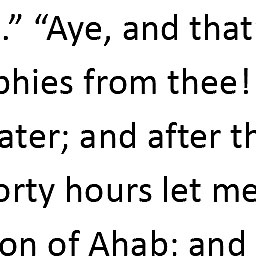 .” “Aye, and that
phies from thee!
ater; and after th
orty hours let me
on of Ahab: and